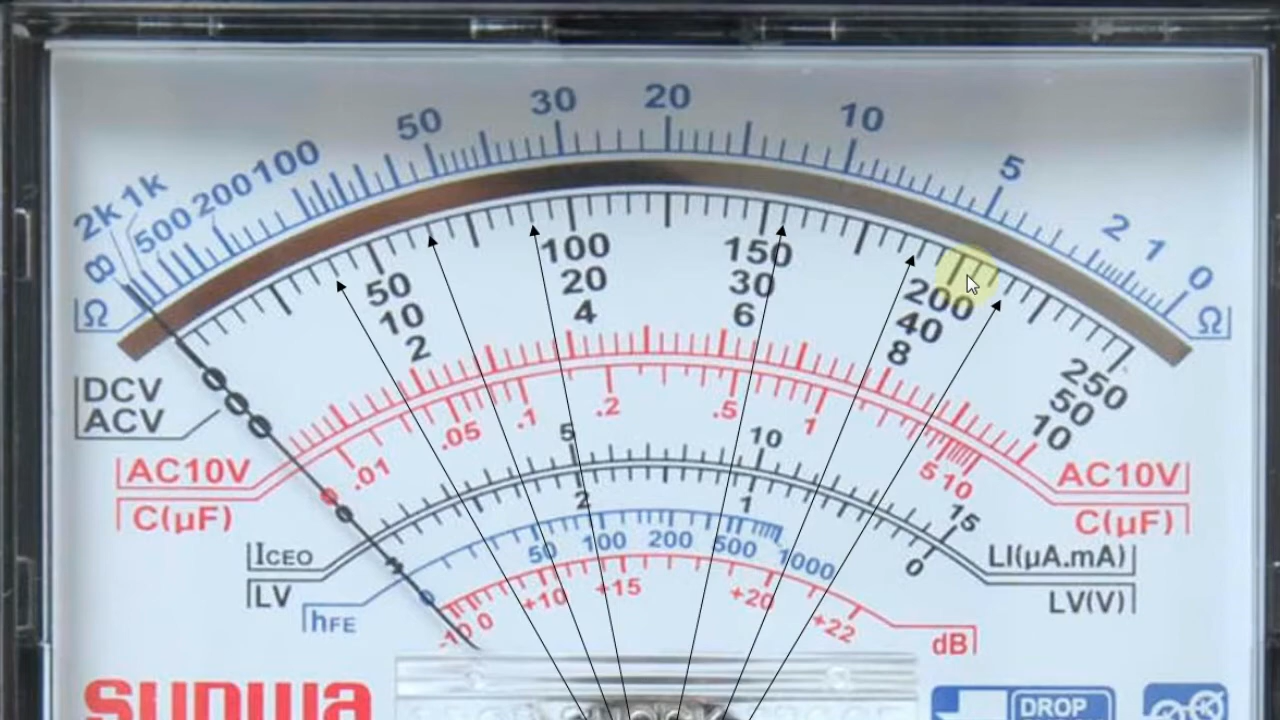 20
30
10
50
5
100
200
500
1k
2k
∞
2
1
0
Ω
Ω
DCV
ACV
50 100 150 200 250
10 20 30 40 50
2 4 6 8 10
AC10V
AC10V
C(μF)
C(μF)
.01 .05 .1 .2 .5 1 5 10
5 10 15
2 1 0
ICEO
LV
LI(μA.mA)
LV(V)
hFE
50 100 200 500 1000
-10 0 +10 +15 +20 +22
dB
sunwa
DROP